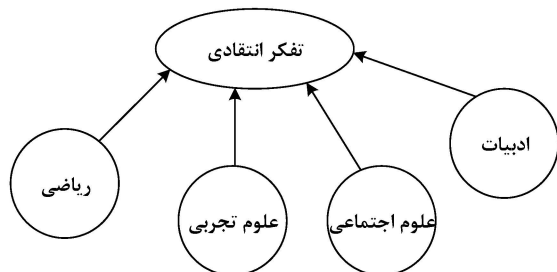 تفکر انتقادی
ادبیات
علوم اجتماعی
علوم تجربی
ریاضی